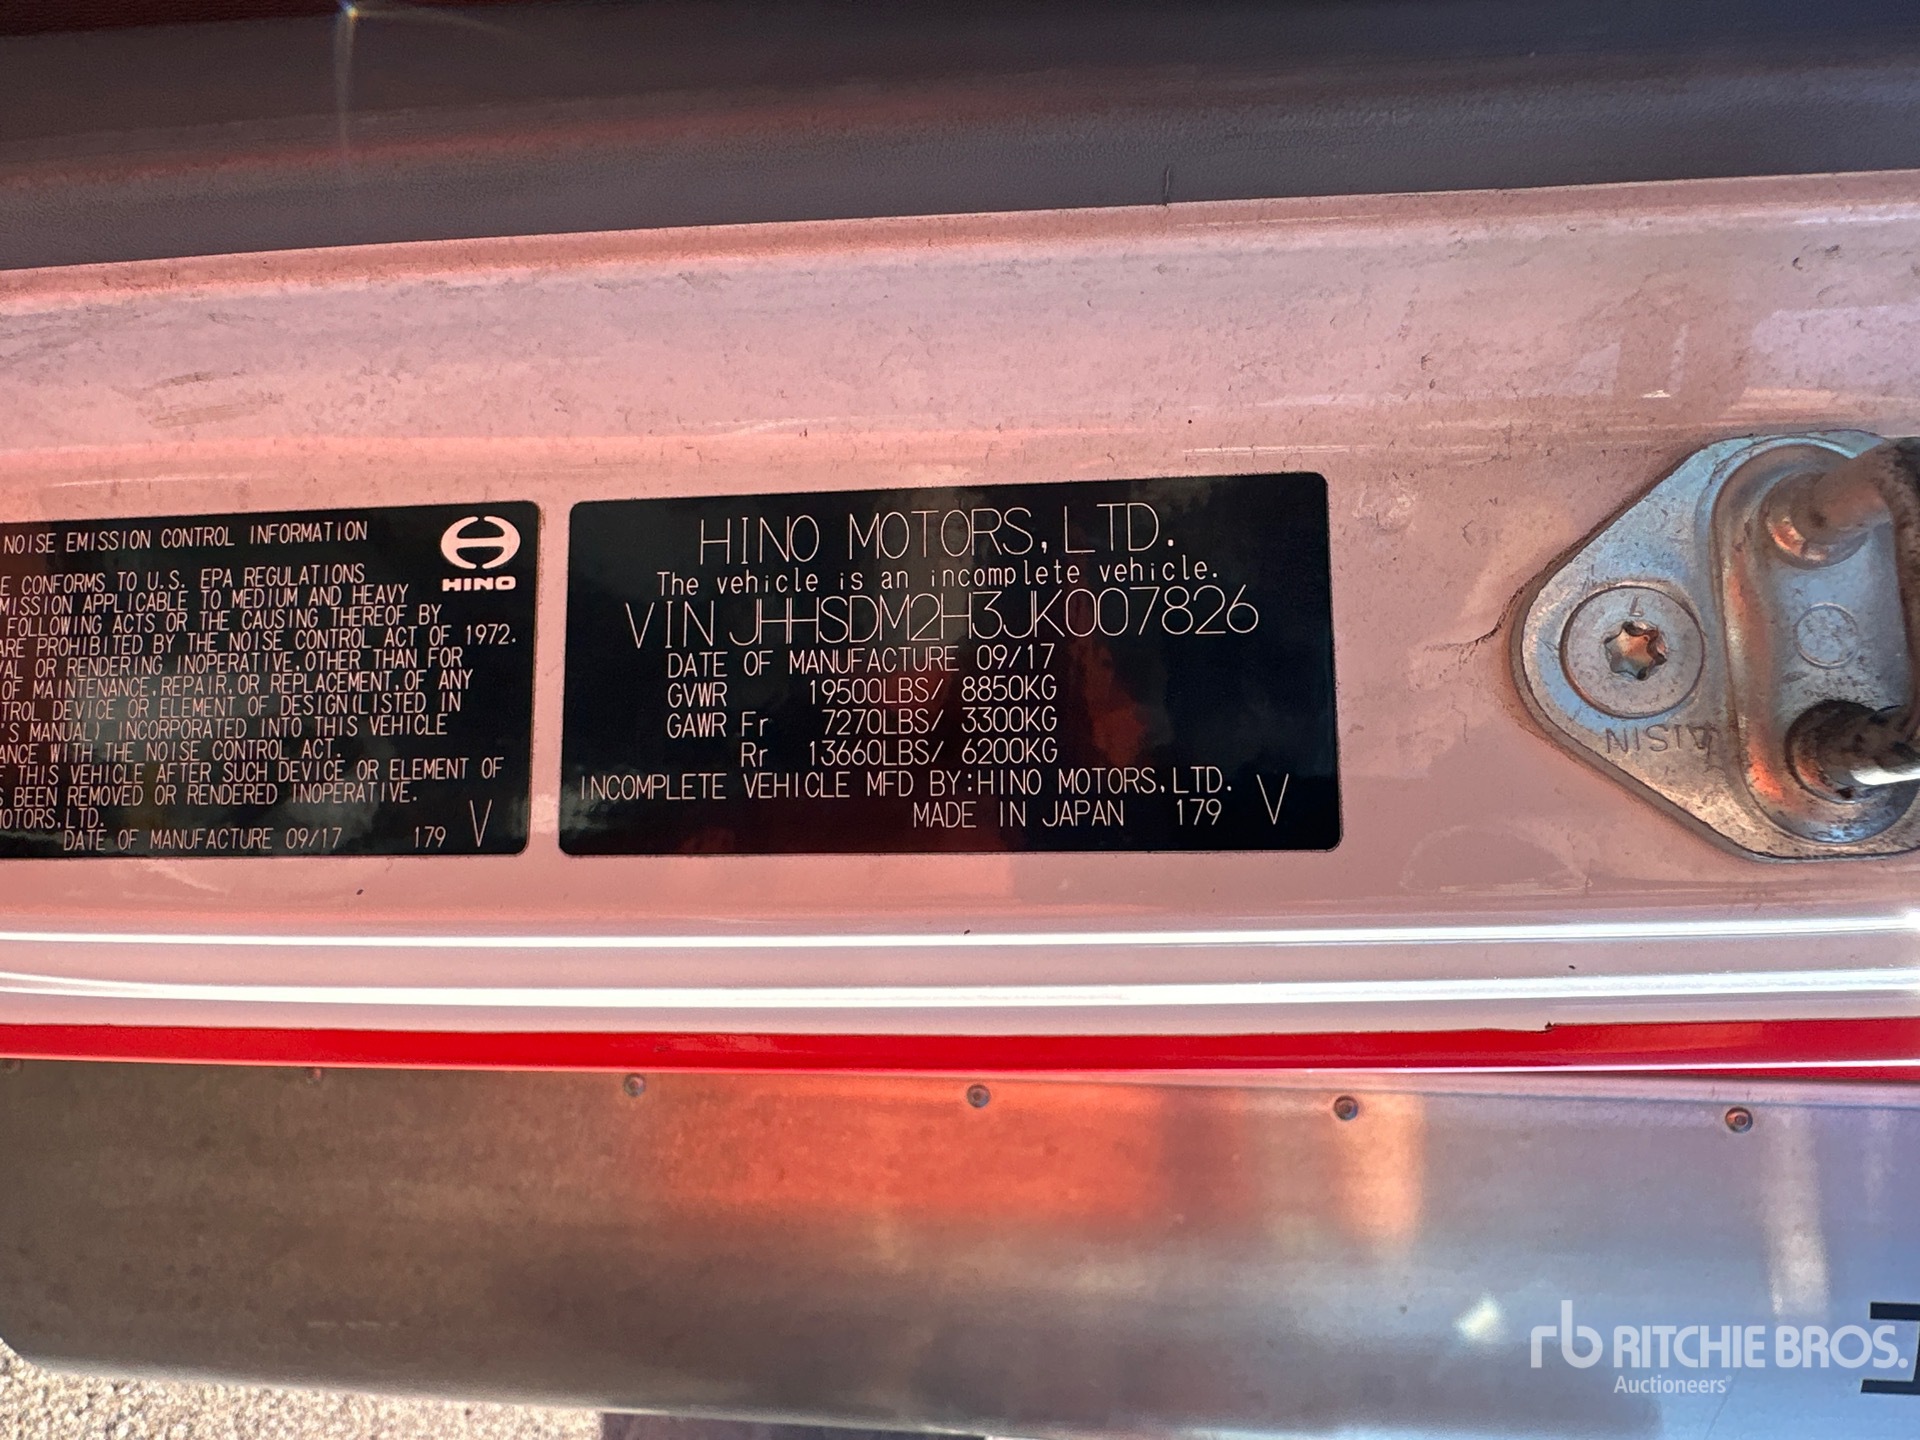 NOISE EMISSION CONTROL INFORMATION
HINO
E CONFORMS TO U.S. EPA REGULATIONS
MISSION APPLICABLE TO MEDIUM AND HEAVY
FOLLOWING ACTS OR THE CAUSING THEREOF BY
ARE PROHIBITED BY THE NOISE CONTROL ACT OF 1972.
VAL OR RENDERING INOPERATIVE,OTHER THAN FOR
OF MAINTENANCE,REPAIR,OR REPLACEMENT,OF ANY
TROL DEVICE OR ELEMENT OF DESIGN(LISTED IN
'S MANUAL) INCORPORATED INTO THIS VEHICLE
ANCE WITH THE NOISE CONTROL ACT.
F THIS VEHICLE AFTER SUCH DEVICE OR ELEMENT OF
S BEEN REMOVED OR RENDERED INOPERATIVE.
MOTORS,LTD.
DATE OF MANUFACTURE 09/17 179 V
HINO MOTORS,LTD.
The vehicle is an incomplete vehicle.
VIN JHHSDM2H3JK007826
DATE OF MANUFACTURE 09/17
GVWR 19500LBS/ 8850KG
GAWR Fr 7270LBS/ 3300KG
Rr 13660LBS/ 6200KG
INCOMPLETE VEHICLE MFD BY:HINO MOTORS,LTD.
MADE IN JAPAN 179 V
7
AISIN
H
rb RITCHIE BROS.
Auctioneers